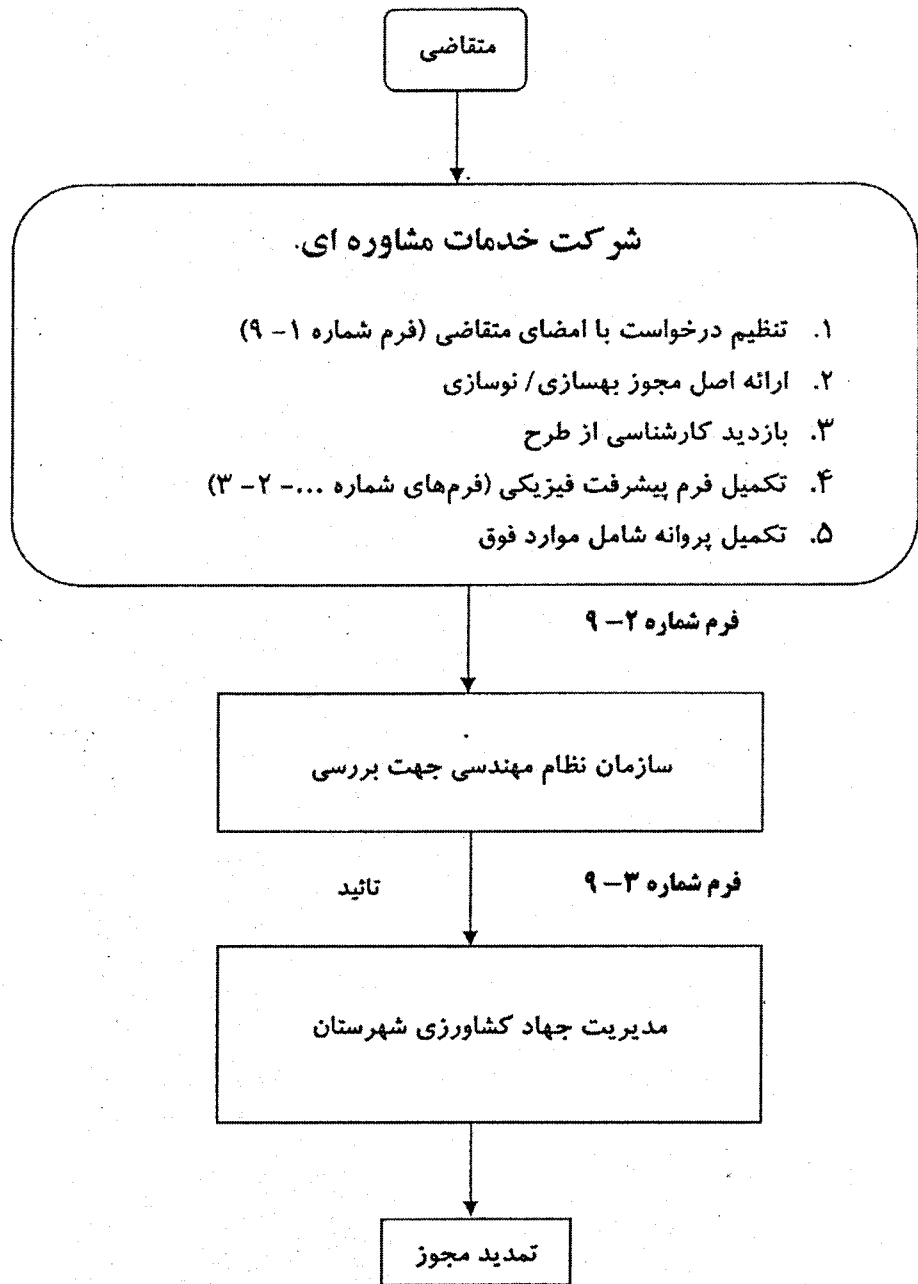 متقاضی
شرکت خدمات مشاوره ای.
۱. تنظیم درخواست با امضای متقاضی (فرم شماره ۱- ۹)
۲. ارائه اصل مجوز بهسازی/ نوسازی
۳. بازدید کارشناسی از طرح
۴. تکمیل فرم پیشرفت فیزیکی (فرم‌های شماره ...- ۲- ۳)
۵. تکمیل پروانه شامل موارد فوق
فرم شماره ۲- ۹
سازمان نظام مهندسی جهت بررسی
فرم شماره ۳- ۹
تائید
مدیریت جهاد کشاورزی شهرستان
تمدید مجوز